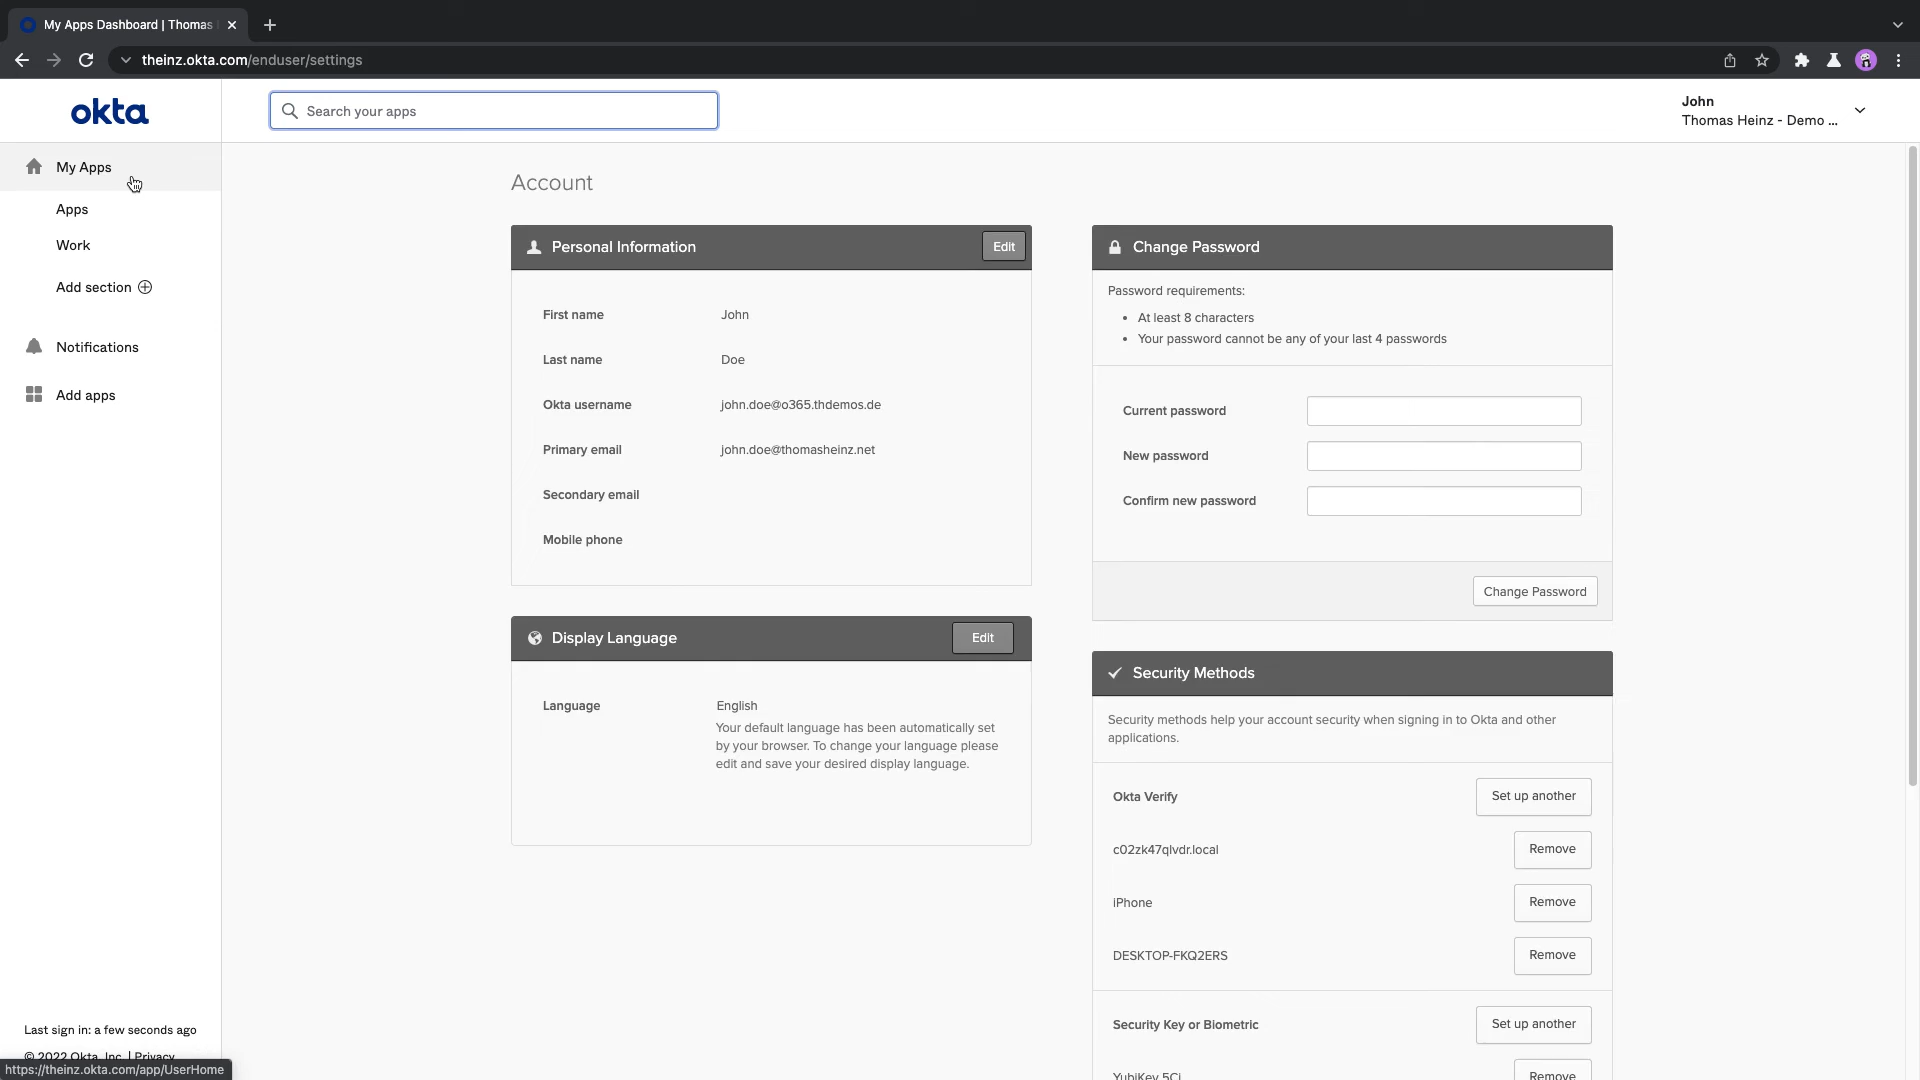 My Apps Dashboard | Thomas
theinz.okta.com/enduser/settings
okta
Search your apps
John
Thomas Heinz - Demo ...
My Apps
Apps
Work
Add section
Notifications
Add apps
Account
Personal Information
Edit
First name John
Last name Doe
Okta username john.doe@o365.thdemos.de
Primary email john.doe@thomasheinz.net
Secondary email
Mobile phone
Display Language
Edit
Language English
Your default language has been automatically set
by your browser. To change your language please
edit and save your desired display language.
Change Password
Password requirements:
• At least 8 characters
• Your password cannot be any of your last 4 passwords
Current password
New password
Confirm new password
Change Password
Security Methods
Security methods help your account security when signing in to Okta and other
applications.
Okta Verify Set up another
c02zk47qlvdr.local Remove
iPhone Remove
DESKTOP-FKQ2ERS Remove
Security Key or Biometric Set up another
YubiKey 5Ci Remove
Last sign in: a few seconds ago
© 2022 Okta, Inc. | Privacy
https://theinz.okta.com/app/UserHome